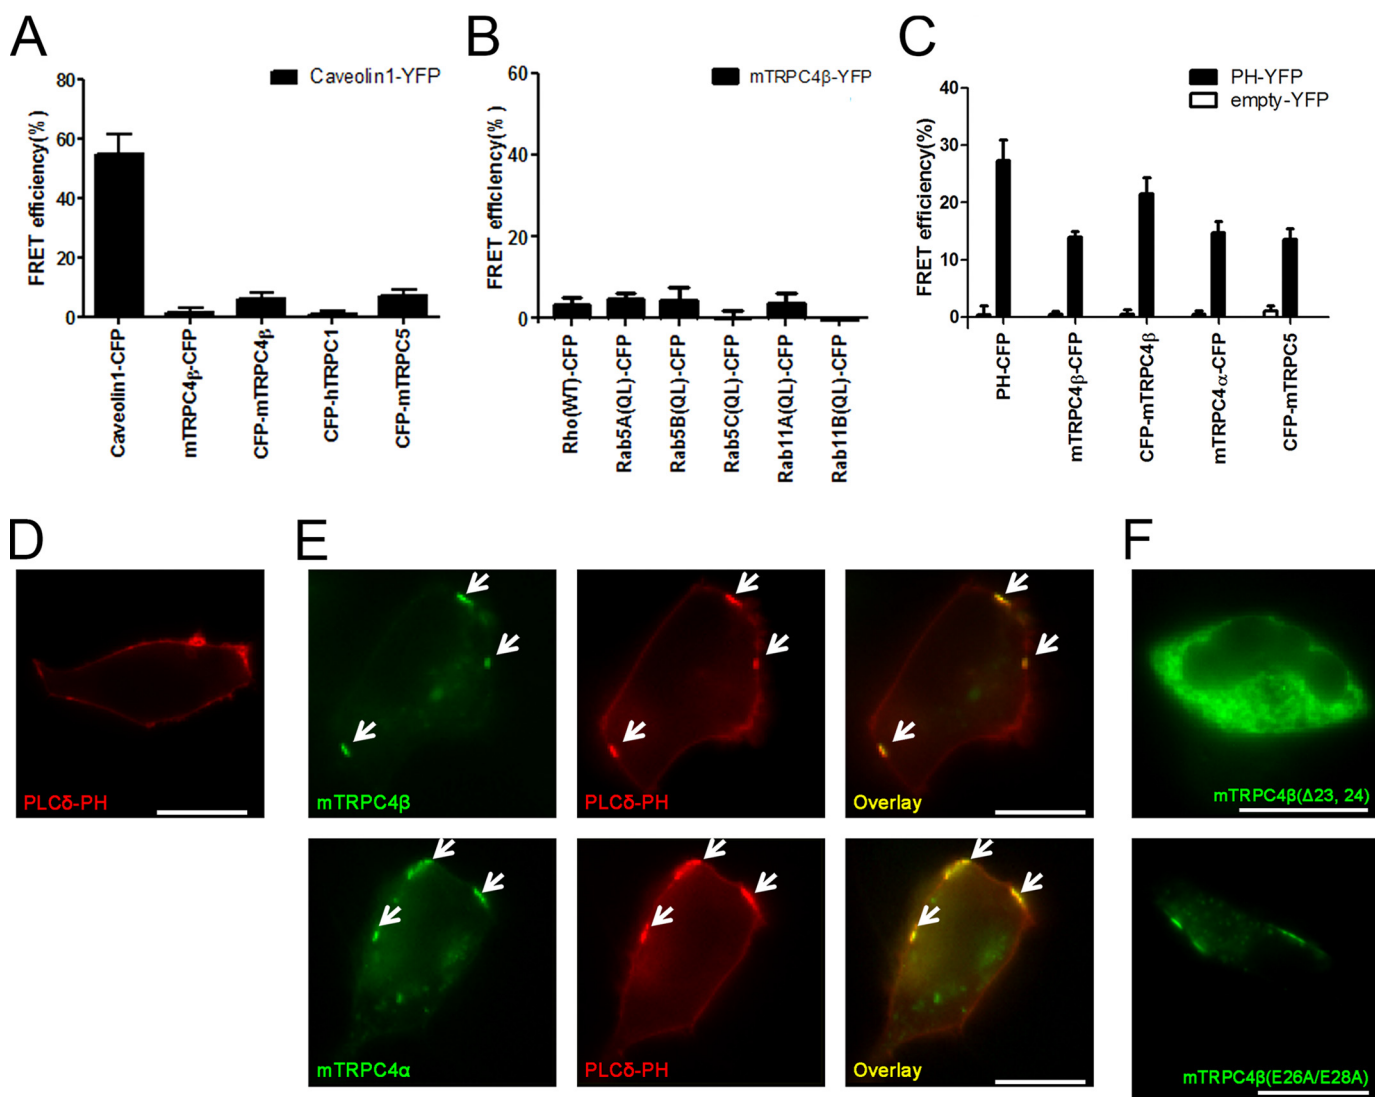 A
Caveolin1-YFP
FRET efficiency(%)
80
60
40
20
0
Caveolin1-CFP
mTRPC4β-CFP
CFP-mTRPC4β
CFP-hTRPC1
CFP-mTRPC5
B
mTRPC4β-YFP
FRET efficiency(%)
60
40
20
0
Rho(WT)-CFP
Rab5A(QL)-CFP
Rab5B(QL)-CFP
Rab5C(QL)-CFP
Rab11A(QL)-CFP
Rab11B(QL)-CFP
C
PH-YFP
empty-YFP
FRET efficiency(%)
40
30
20
10
0
PH-CFP
mTRPC4β-CFP
CFP-mTRPC4β
mTRPC4α-CFP
CFP-mTRPC5
D
PLCδ-PH
E
mTRPC4β
PLCδ-PH
Overlay
mTRPC4α
PLCδ-PH
Overlay
F
mTRPC4β(Δ23, 24)
mTRPC4β(E26A/E28A)